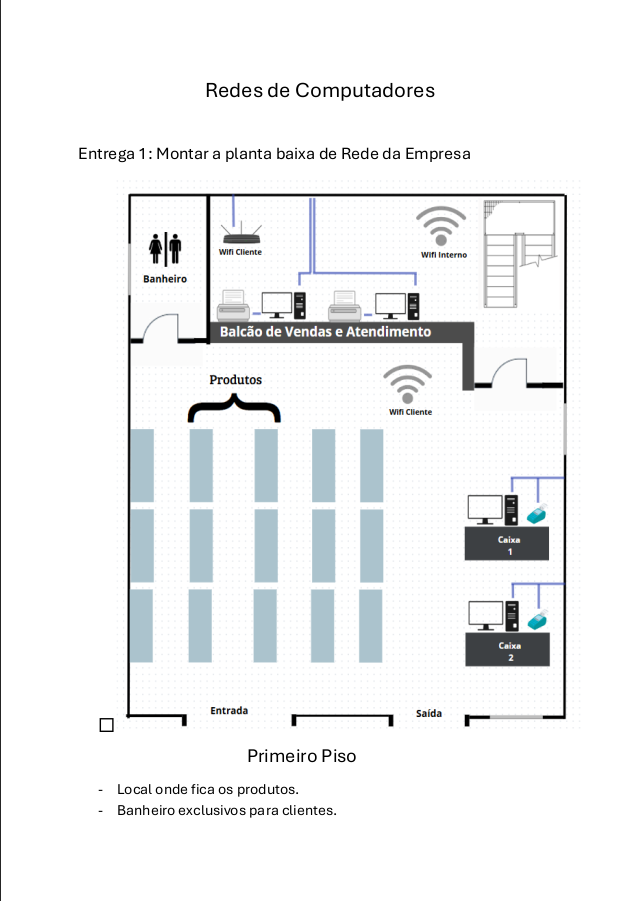 Redes de Computadores
Entrega 1: Montar a planta baixa de Rede da Empresa
Wifi Cliente
Wifi Interno
Banheiro
Balcão de Vendas e Atendimento
Produtos
Wifi Cliente
Caixa
1
Caixa
2
Entrada
Saída
Primeiro Piso
- Local onde fica os produtos.
- Banheiro exclusivos para clientes.